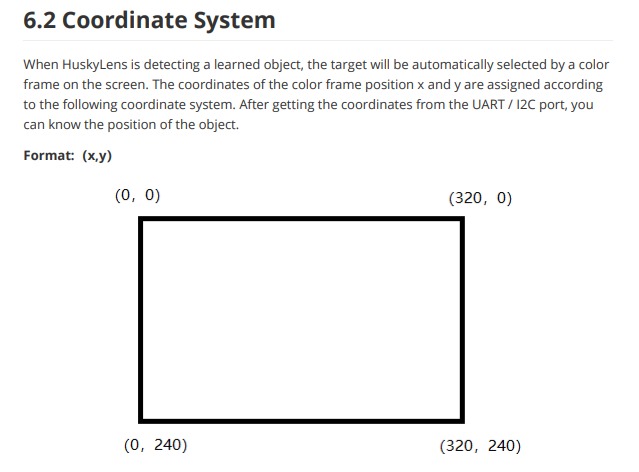 6.2 Coordinate System
When HuskyLens is detecting a learned object, the target will be automatically selected by a color
frame on the screen. The coordinates of the color frame position x and y are assigned according
to the following coordinate system. After getting the coordinates from the UART / I2C port, you
can know the position of the object.
Format: (x,y)
(0, 0)
(320, 0)
(0, 240)
(320, 240)